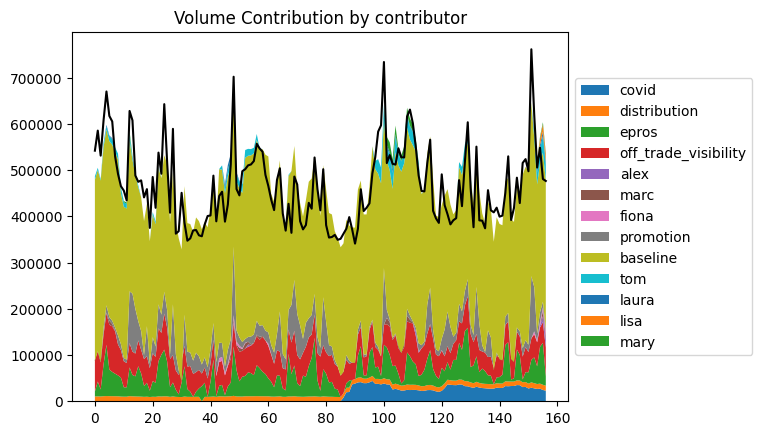 Volume Contribution by contributor
700000
600000
500000
400000
300000
200000
100000
0
0 20 40 60 80 100 120 140 160
covid
distribution
epros
off_trade_visibility
alex
marc
fiona
promotion
baseline
tom
laura
lisa
mary